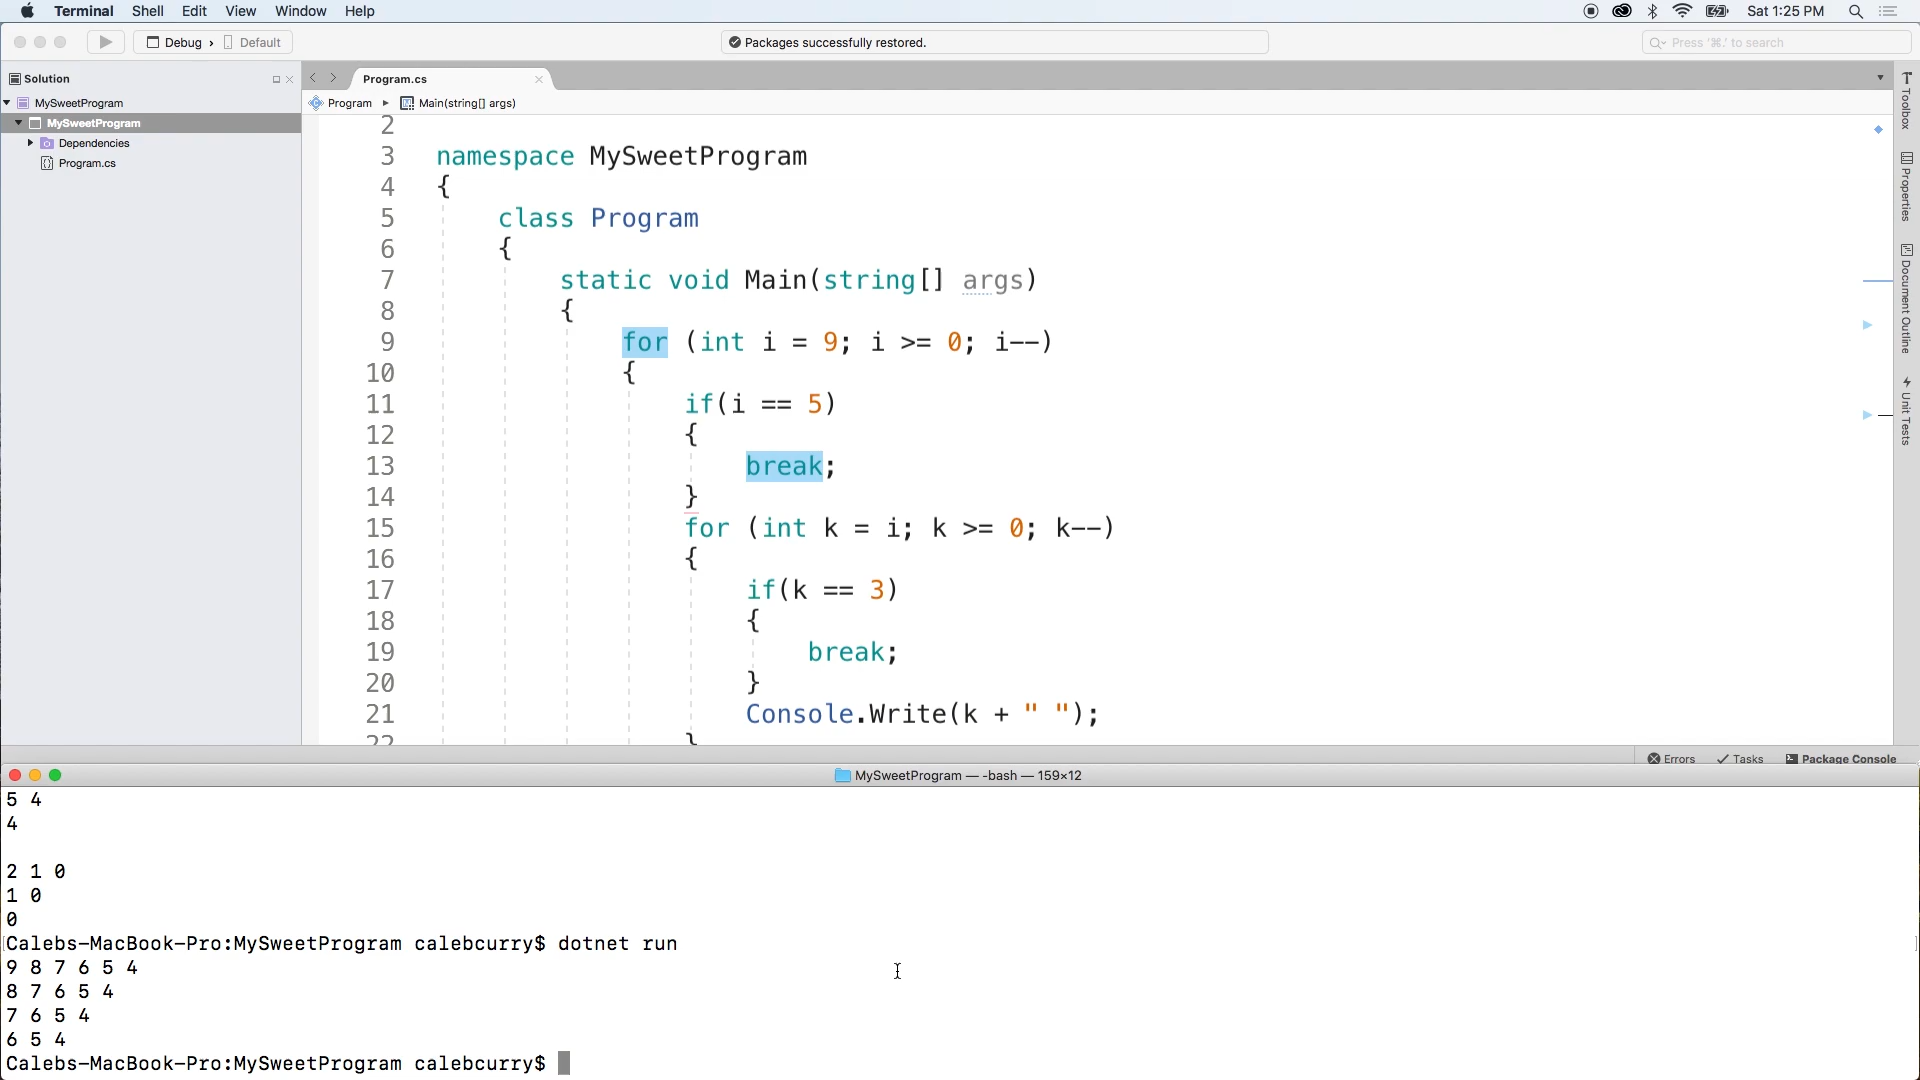 Terminal Shell Edit View Window Help
Sat 1:25 PM
Debug › Default
Packages successfully restored.
Press '⌘.' to search
Solution
MySweetProgram
MySweetProgram
Dependencies
Program.cs
Program.cs
Program ▸ Main(string[] args)
2
3 namespace MySweetProgram
4 {
5 class Program
6 {
7 static void Main(string[] args)
8 {
9 for (int i = 9; i >= 0; i--)
10 {
11 if(i == 5)
12 {
13 break;
14 }
15 for (int k = i; k >= 0; k--)
16 {
17 if(k == 3)
18 {
19 break;
20 }
21 Console.Write(k + " ");
22 }
Toolbox
Properties
Document Outline
Unit Tests
Errors Tasks Package Console
MySweetProgram — -bash — 159×12
5 4
4
2 1 0
1 0
0
Calebs-MacBook-Pro:MySweetProgram calebcurry$ dotnet run
9 8 7 6 5 4
8 7 6 5 4
7 6 5 4
6 5 4
Calebs-MacBook-Pro:MySweetProgram calebcurry$